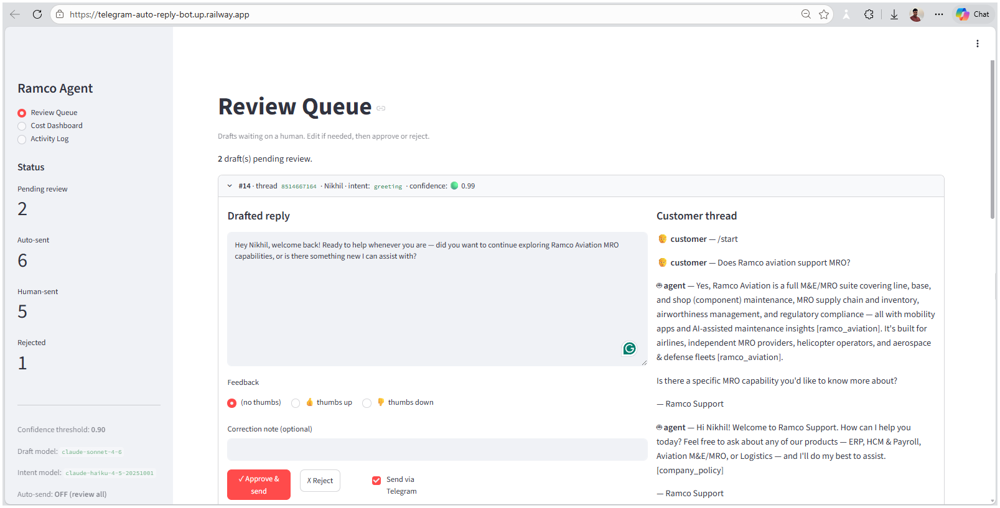 https://telegram-auto-reply-bot.up.railway.app
Chat
Ramco Agent
Review Queue
Cost Dashboard
Activity Log
Status
Pending review
2
Auto-sent
6
Human-sent
5
Rejected
1
Confidence threshold: 0.90
Draft model: claude-sonnet-4-6
Intent model: claude-haiku-4-5-20251001
Auto-send: OFF (review all)
Review Queue
Drafts waiting on a human. Edit if needed, then approve or reject.
2 draft(s) pending review.
#14 · thread 8514667164 · Nikhil · intent: greeting · confidence: 0.99
Drafted reply
Hey Nikhil, welcome back! Ready to help whenever you are — did you want to continue exploring Ramco Aviation MRO
capabilities, or is there something new I can assist with?
Feedback
(no thumbs)
👍 thumbs up
👎 thumbs down
Correction note (optional)
✓ Approve &
send
✗ Reject
Send via
Telegram
Customer thread
customer — /start
customer — Does Ramco aviation support MRO?
agent — Yes, Ramco Aviation is a full M&E/MRO suite covering line, base,
and shop (component) maintenance, MRO supply chain and inventory,
airworthiness management, and regulatory compliance — all with mobility
apps and AI-assisted maintenance insights [ramco_aviation]. It's built for
airlines, independent MRO providers, helicopter operators, and aerospace
& defense fleets [ramco_aviation].
Is there a specific MRO capability you'd like to know more about?
— Ramco Support
agent — Hi Nikhil! Welcome to Ramco Support. How can I help you
today? Feel free to ask about any of our products — ERP, HCM & Payroll,
Aviation M&E/MRO, or Logistics — and I'll do my best to assist.
[company_policy]
— Ramco Support